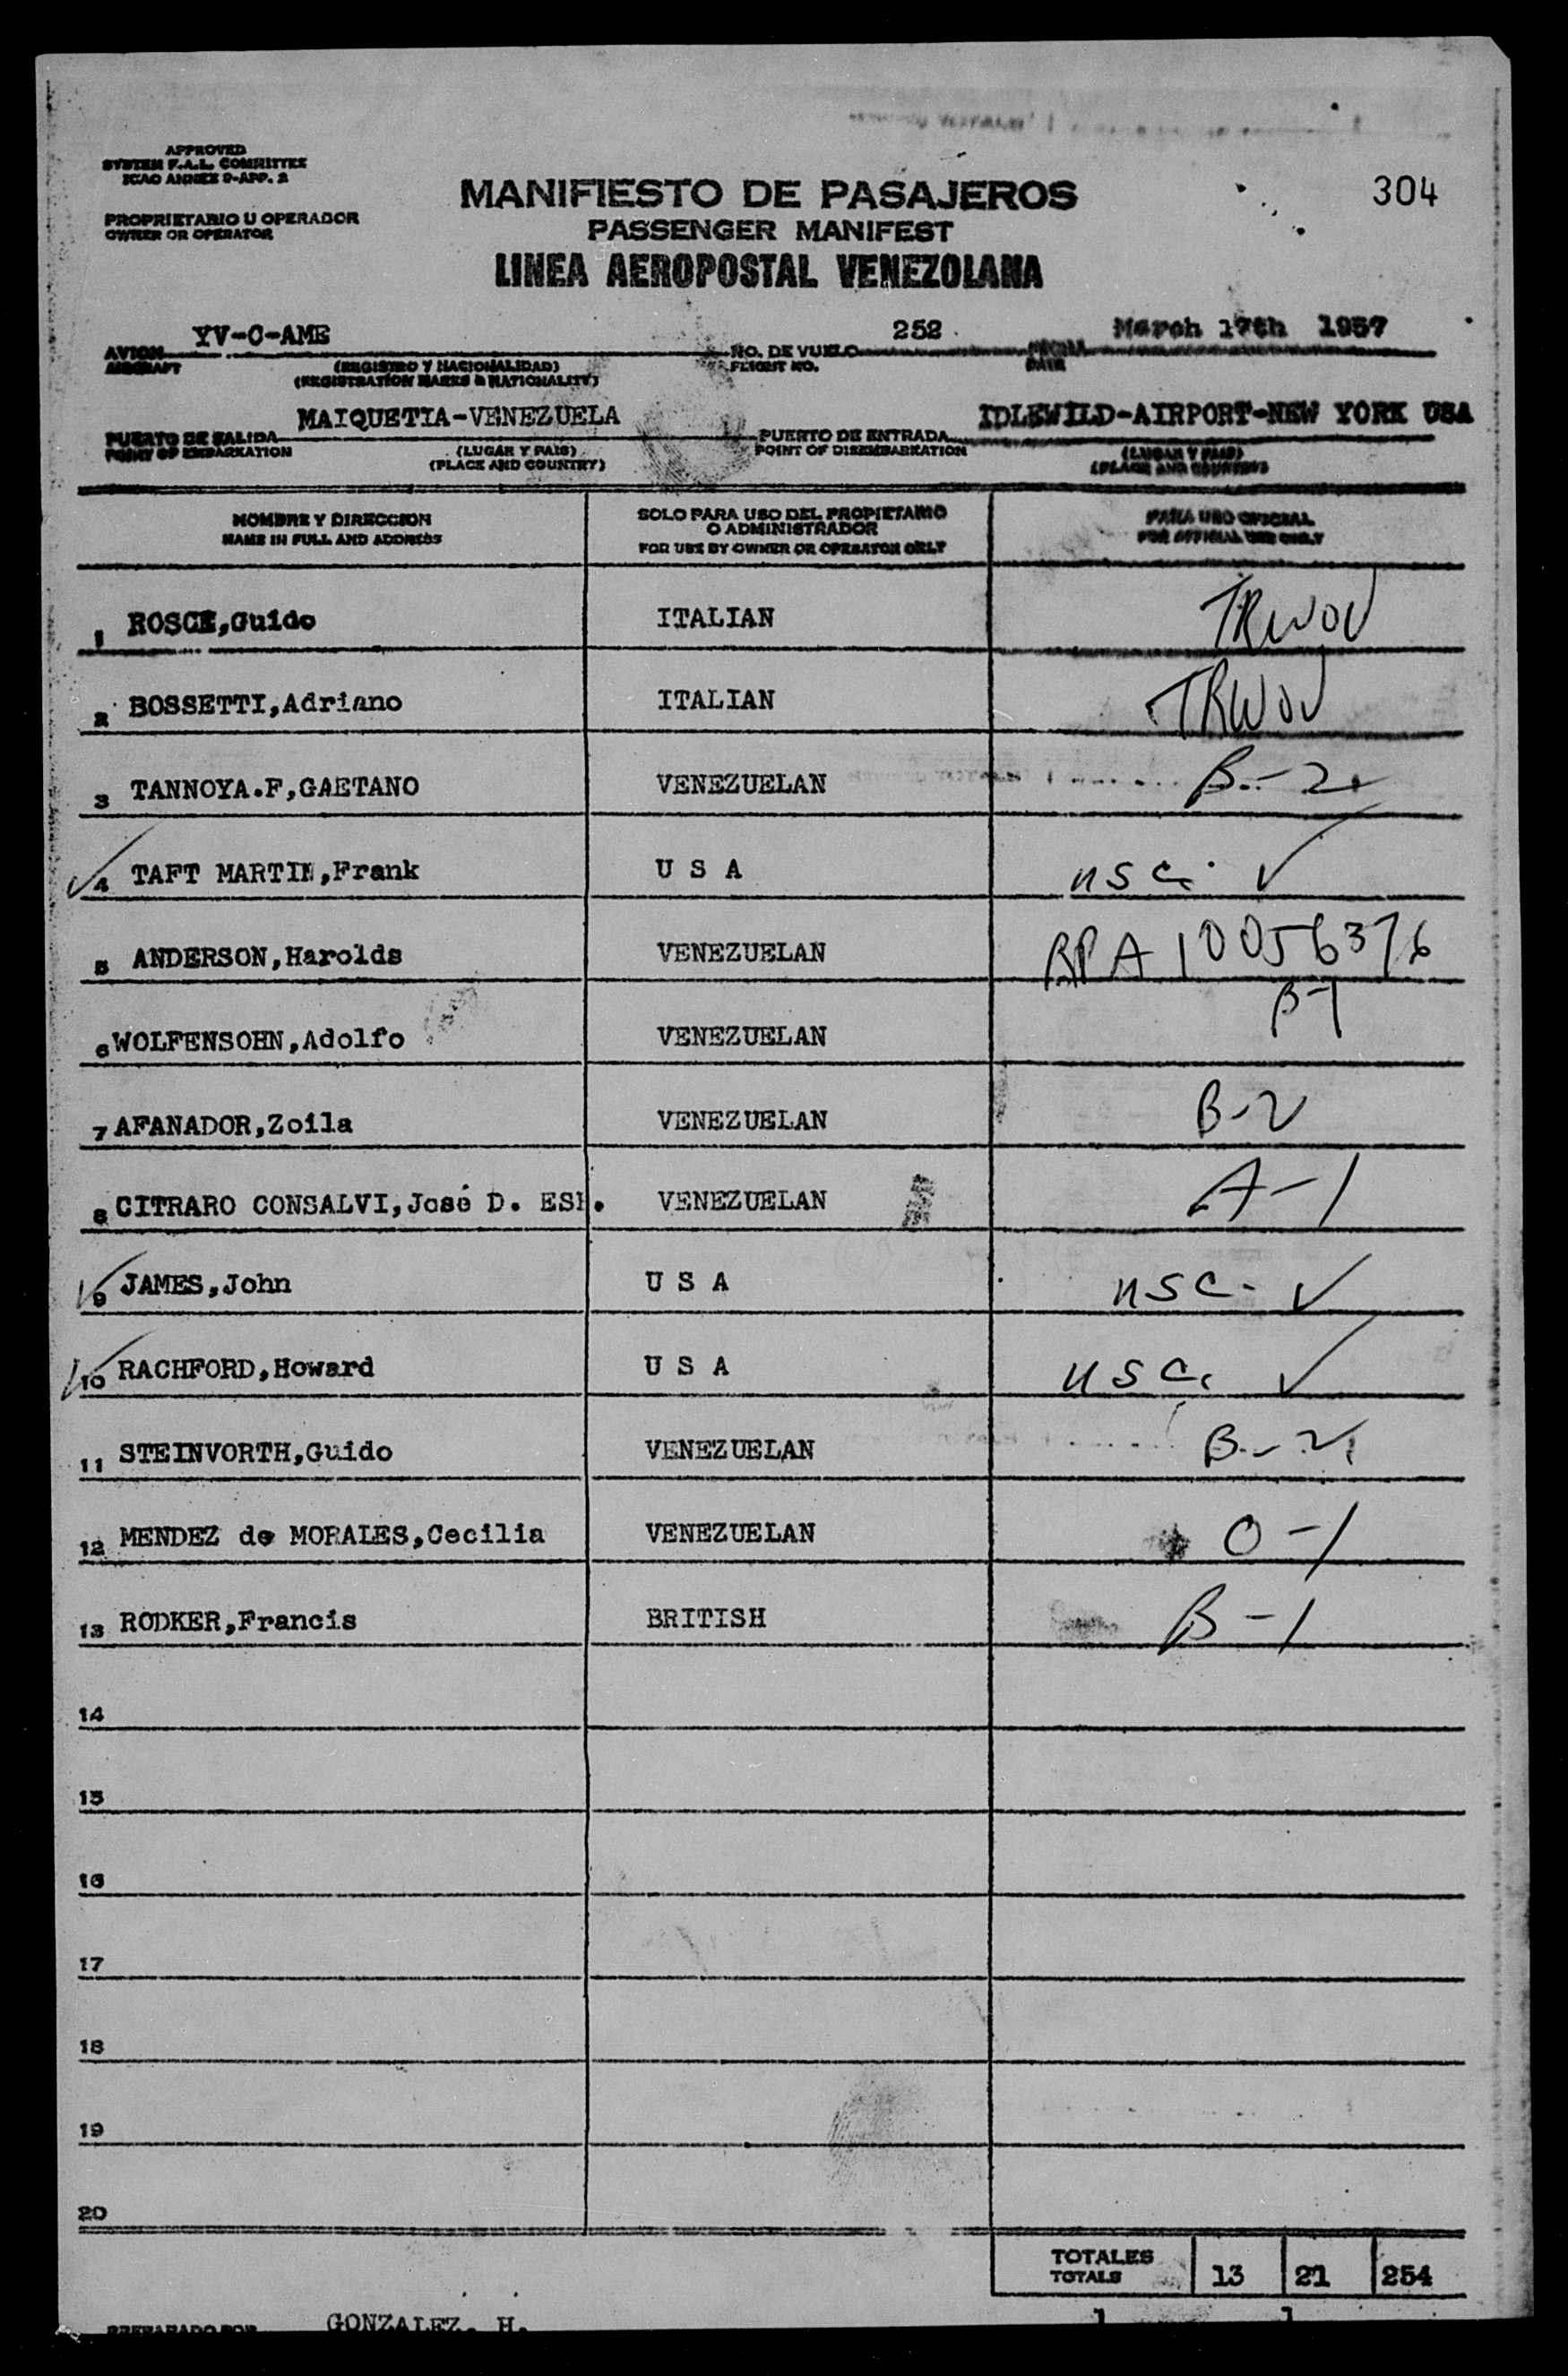 APPROVED
SYSTEM F.A.L. COMMITTEE
ICAO ANNEX 9-APP. 2
MANIFIESTO DE PASAJEROS
304
PROPRIETARIO U OPERADOR
OWNER OR OPERATOR
PASSENGER MANIFEST
LINEA AEROPOSTAL VENEZOLANA
YV-C-AME
252
March 17th 1957
AVION
AIRCRAFT
(REGISTRO Y NACIONALIDAD)
(REGISTRATION MARKS & NATIONALITY)
NO. DE VUELO
FLIGHT NO.
FECHA
DATE
MAIQUETIA-VENEZUELA
IDLEWILD-AIRPORT-NEW YORK USA
PUERTO DE SALIDA
POINT OF EMBARKATION
(LUGAR Y PAIS)
(PLACE AND COUNTRY)
PUERTO DE ENTRADA
POINT OF DISEMBARKATION
(LUGAR Y PAIS)
(PLACE AND COUNTRY)
NOMBRE Y DIRECCION
NAME IN FULL AND ADDRESS
SOLO PARA USO DEL PROPIETARIO
O ADMINISTRADOR
FOR USE BY OWNER OR OPERATOR ONLY
PARA USO OFICIAL
FOR OFFICIAL USE ONLY
1 ROSCE,Guido ITALIAN TRWOV
2 BOSSETTI,Adriano ITALIAN TRWOV
3 TANNOYA.F,GAETANO VENEZUELAN B-2
4 TAFT MARTIN,Frank U S A USC ✓
5 ANDERSON,Harolds VENEZUELAN RPA 10056376
6 WOLFENSOHN,Adolfo VENEZUELAN B-1
7 AFANADOR,Zoila VENEZUELAN B-2
8 CITRARO CONSALVI,José D. ESP. VENEZUELAN A-1
9 JAMES,John U S A USC- ✓
10 RACHFORD,Howard U S A USC. ✓
11 STEINVORTH,Guido VENEZUELAN B-2
12 MENDEZ de MORALES,Cecilia VENEZUELAN O-1
13 RODKER,Francis BRITISH B-1
14
15
16
17
18
19
20
TOTALES
TOTALS
13 21 254
PREPARADO POR GONZALEZ. H.